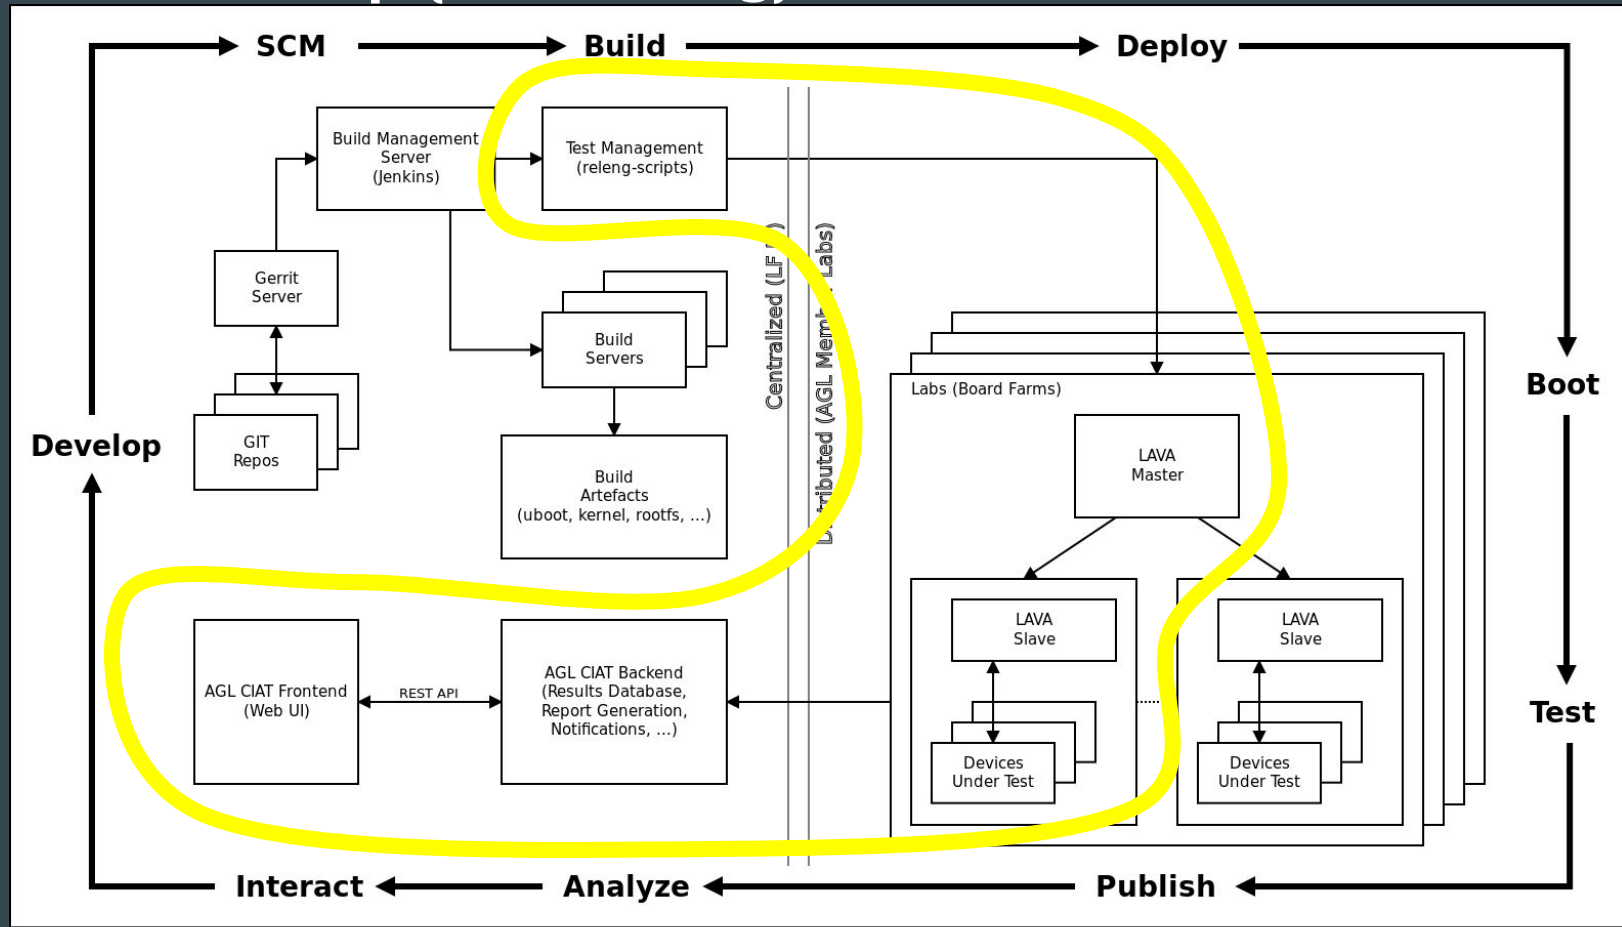 SCM
Build
Deploy
Build Management
Server
(Jenkins)
Test Management
(releng-scripts)
Gerrit
Server
Build
Servers
GIT
Repos
Build
Artefacts
(uboot, kernel, rootfs, ...)
Centralized (LF
(AGL
Labs)
Labs (Board Farms)
LAVA
Master
LAVA
Slave
LAVA
Slave
Devices
Under Test
Devices
Under Test
AGL CIAT Frontend
(Web UI)
REST API
AGL CIAT Backend
(Results Database,
Report Generation,
Notifications, ...)
Develop
Boot
Test
Interact
Analyze
Publish